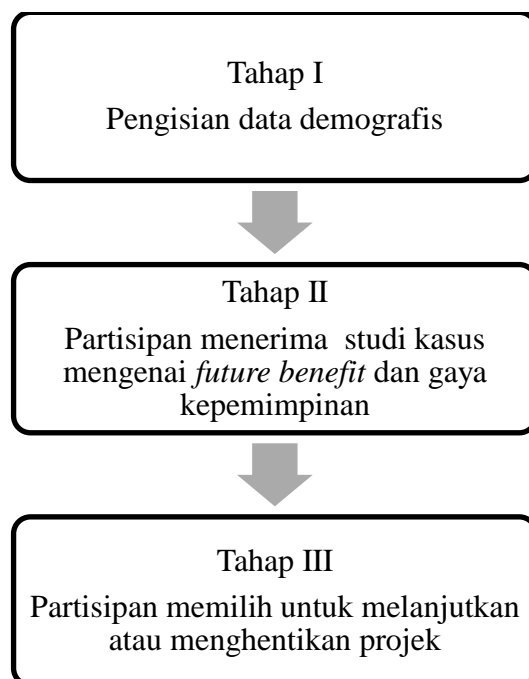 Tahap I
Pengisian data demografis
Tahap II
Partisipan menerima studi kasus
mengenai future benefit dan gaya
kepemimpinan
Tahap III
Partisipan memilih untuk melanjutkan
atau menghentikan projek